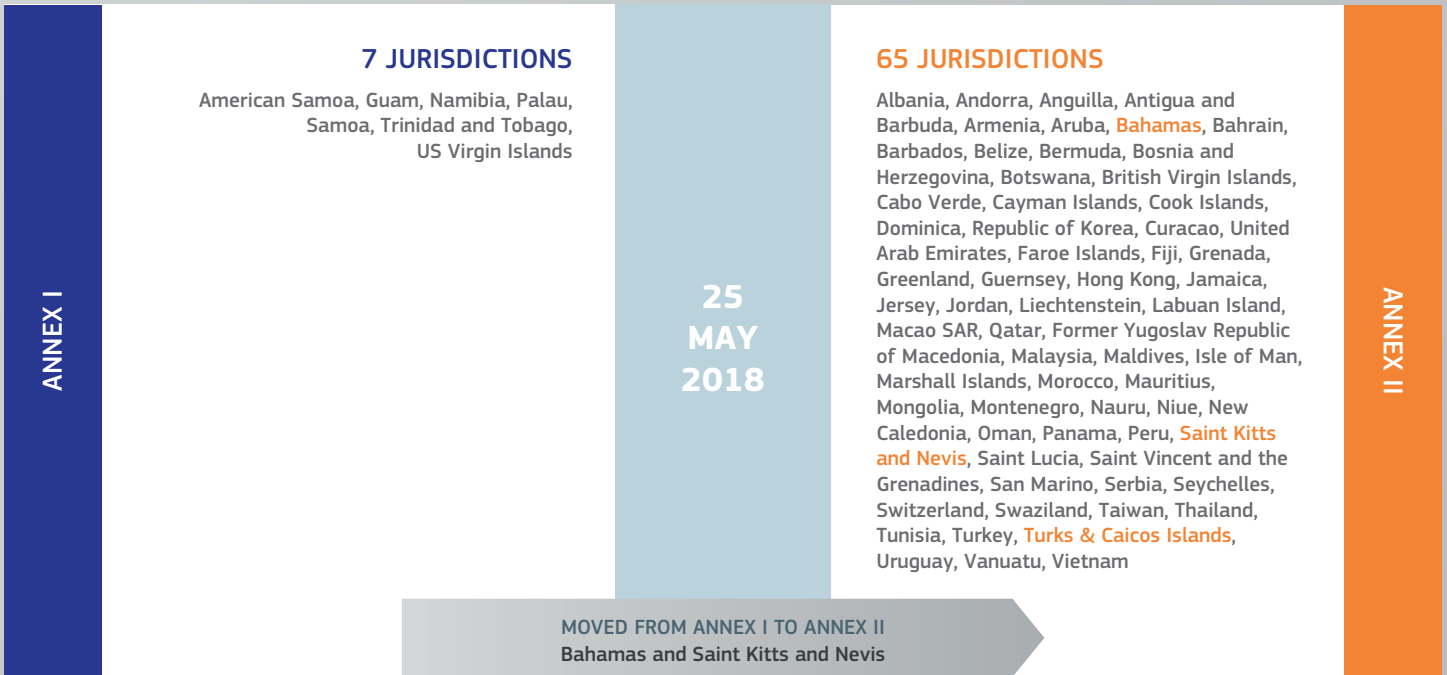 ANNEX I
7 JURISDICTIONS
American Samoa, Guam, Namibia, Palau,
Samoa, Trinidad and Tobago,
US Virgin Islands
25
MAY
2018
65 JURISDICTIONS
Albania, Andorra, Anguilla, Antigua and
Barbuda, Armenia, Aruba, Bahamas, Bahrain,
Barbados, Belize, Bermuda, Bosnia and
Herzegovina, Botswana, British Virgin Islands,
Cabo Verde, Cayman Islands, Cook Islands,
Dominica, Republic of Korea, Curacao, United
Arab Emirates, Faroe Islands, Fiji, Grenada,
Greenland, Guernsey, Hong Kong, Jamaica,
Jersey, Jordan, Liechtenstein, Labuan Island,
Macao SAR, Qatar, Former Yugoslav Republic
of Macedonia, Malaysia, Maldives, Isle of Man,
Marshall Islands, Morocco, Mauritius,
Mongolia, Montenegro, Nauru, Niue, New
Caledonia, Oman, Panama, Peru, Saint Kitts
and Nevis, Saint Lucia, Saint Vincent and the
Grenadines, San Marino, Serbia, Seychelles,
Switzerland, Swaziland, Taiwan, Thailand,
Tunisia, Turkey, Turks & Caicos Islands,
Uruguay, Vanuatu, Vietnam
ANNEX II
MOVED FROM ANNEX I TO ANNEX II
Bahamas and Saint Kitts and Nevis